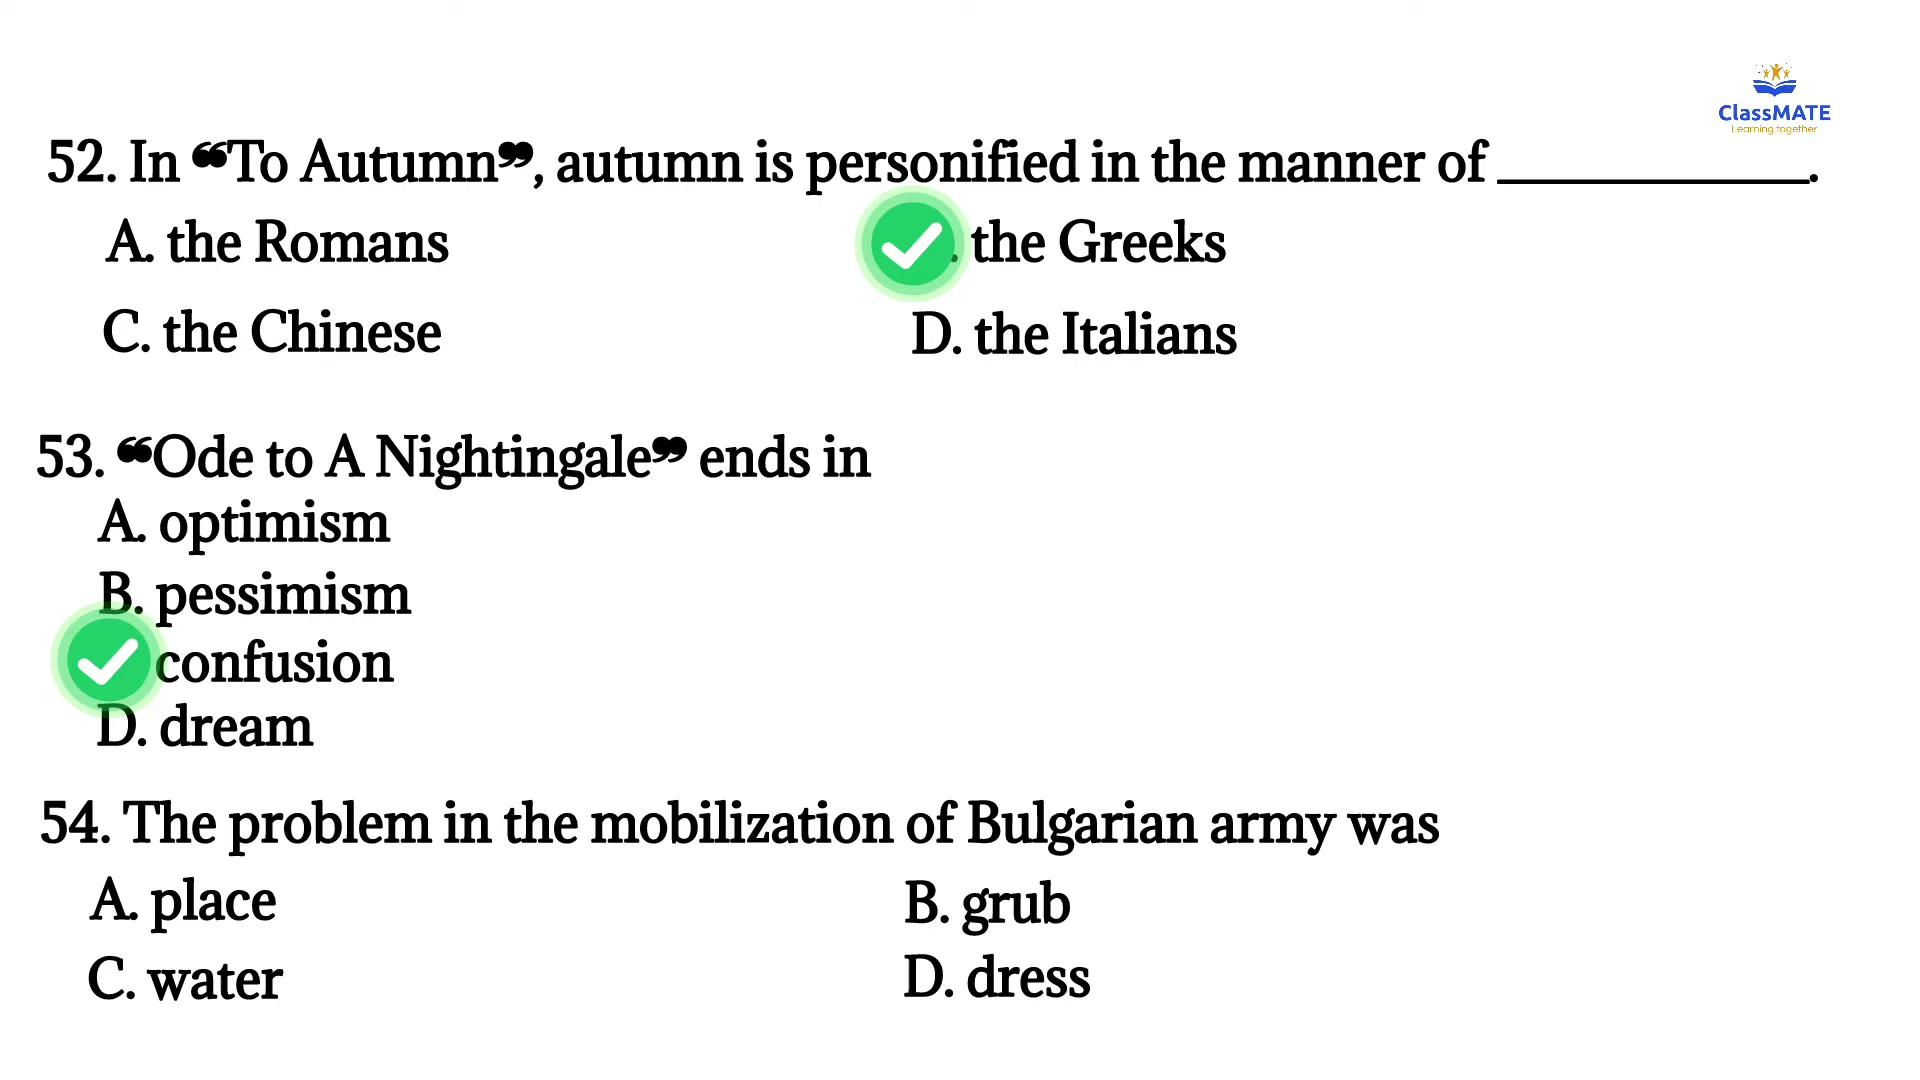 ClassMATE
Learning together
52. In “To Autumn”, autumn is personified in the manner of ____________.
A. the Romans
. the Greeks
C. the Chinese
D. the Italians
53. “Ode to A Nightingale” ends in
A. optimism
B. pessimism
confusion
D. dream
54. The problem in the mobilization of Bulgarian army was
A. place
B. grub
C. water
D. dress